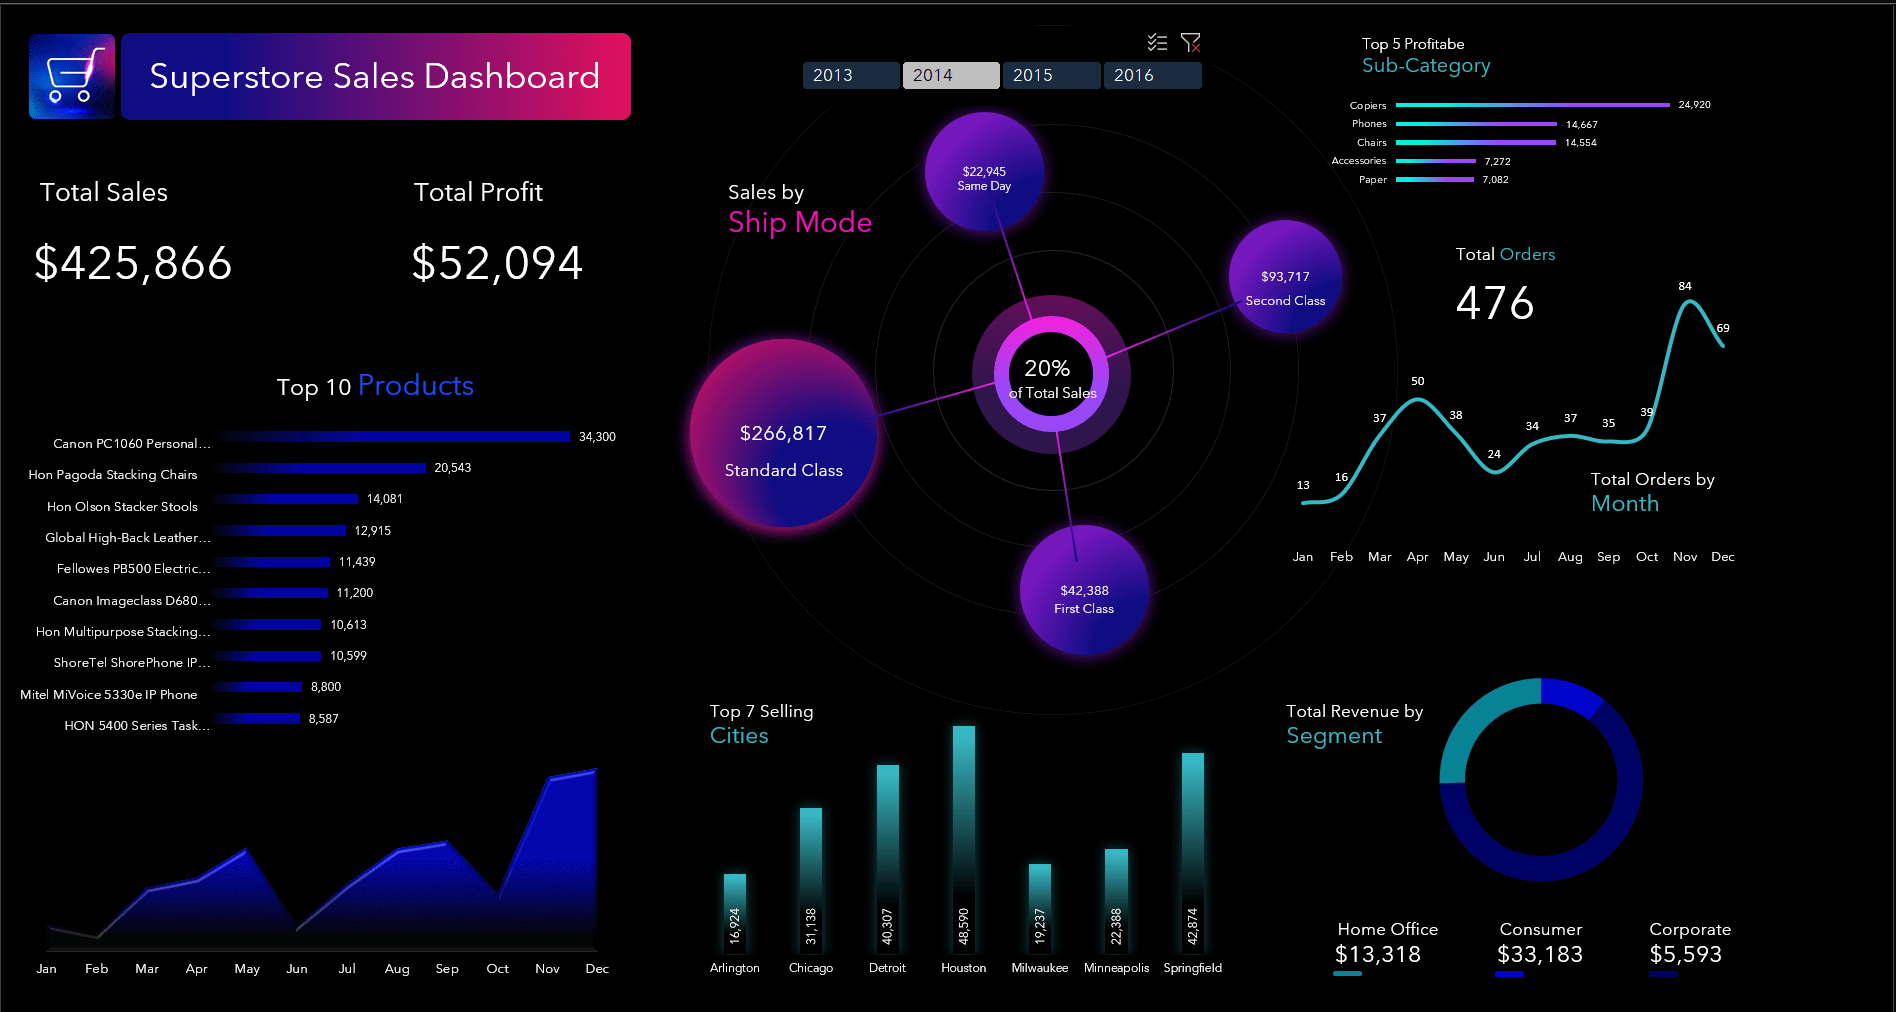 Superstore Sales Dashboard
2013
2014
2015
2016
Total Sales
$425,866
Total Profit
$52,094
Top 10 Products
Canon PC1060 Personal... 34,300
Hon Pagoda Stacking Chairs 20,543
Hon Olson Stacker Stools 14,081
Global High-Back Leather... 12,915
Fellowes PB500 Electric... 11,439
Canon Imageclass D680... 11,200
Hon Multipurpose Stacking... 10,613
ShoreTel ShorePhone IP... 10,599
Mitel MiVoice 5330e IP Phone 8,800
HON 5400 Series Task... 8,587
Jan Feb Mar Apr May Jun Jul Aug Sep Oct Nov Dec
Sales by
Ship Mode
$22,945
Same Day
$93,717
Second Class
20%
of Total Sales
$266,817
Standard Class
$42,388
First Class
Top 7 Selling
Cities
16,924
31,138
40,307
48,590
19,237
22,388
42,874
Arlington Chicago Detroit Houston Milwaukee Minneapolis Springfield
Top 5 Profitabe
Sub-Category
Copiers 24,920
Phones 14,667
Chairs 14,554
Accessories 7,272
Paper 7,082
Total Orders
476
13 16 37 50 38 24 34 37 35 39 84 69
Total Orders by
Month
Jan Feb Mar Apr May Jun Jul Aug Sep Oct Nov Dec
Total Revenue by
Segment
Home Office
$13,318
Consumer
$33,183
Corporate
$5,593